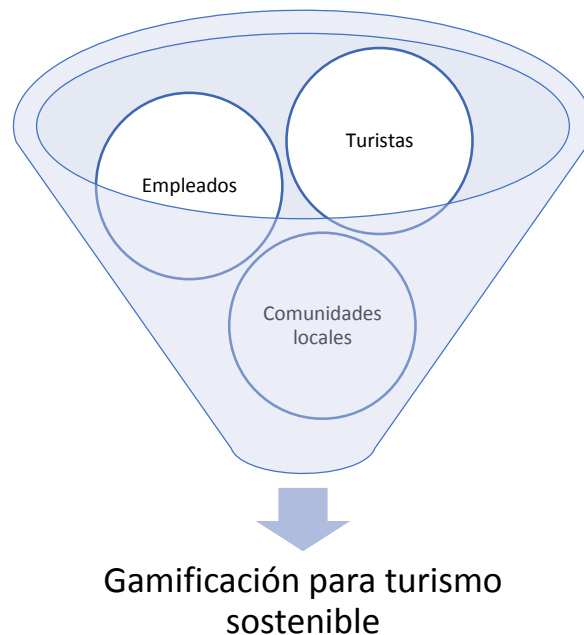 Turistas
Empleados
Comunidades
locales
Gamificación para turismo
sostenible